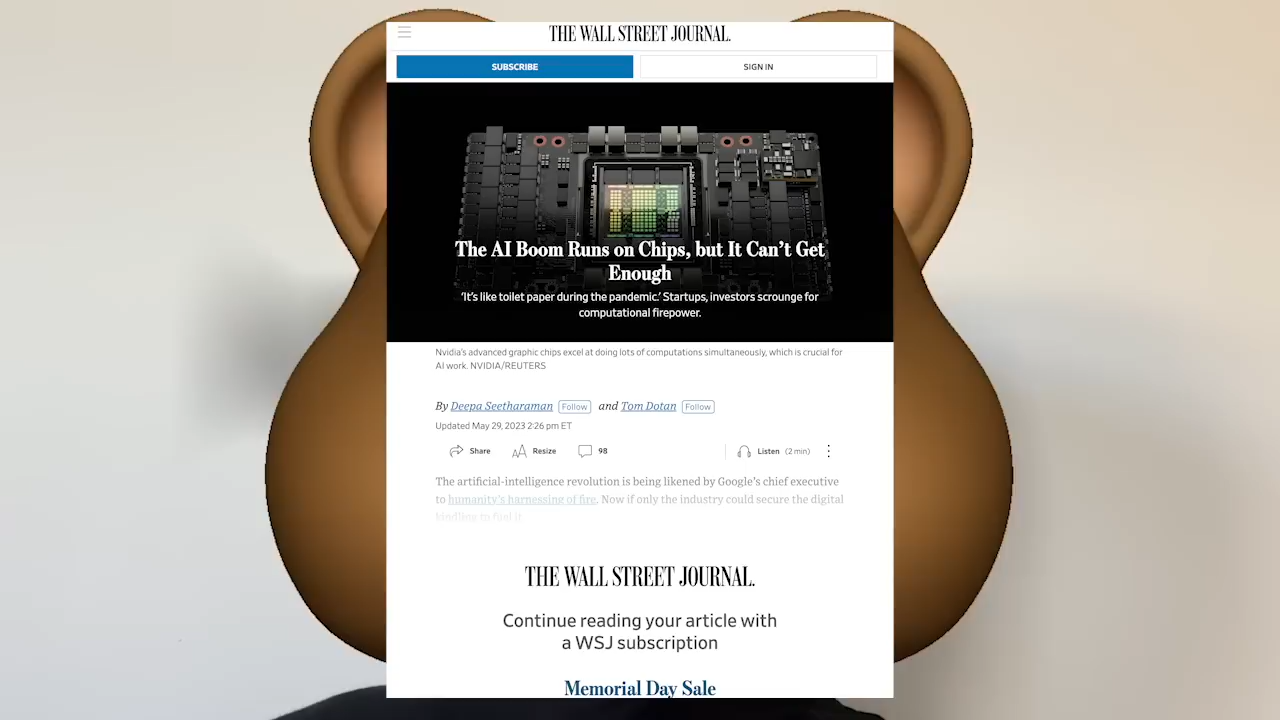 THE WALL STREET JOURNAL.
SUBSCRIBE
SIGN IN
The AI Boom Runs on Chips, but It Can’t Get
Enough
‘It’s like toilet paper during the pandemic.’ Startups, investors scrounge for
computational firepower.
Nvidia’s advanced graphic chips excel at doing lots of computations simultaneously, which is crucial for
AI work. NVIDIA/REUTERS
By Deepa Seetharaman Follow and Tom Dotan Follow
Updated May 29, 2023 2:26 pm ET
Share Resize 98 Listen (2 min)
The artificial-intelligence revolution is being likened by Google’s chief executive
to humanity’s harnessing of fire. Now if only the industry could secure the digital
kindling to fuel it.
THE WALL STREET JOURNAL.
Continue reading your article with
a WSJ subscription
Memorial Day Sale